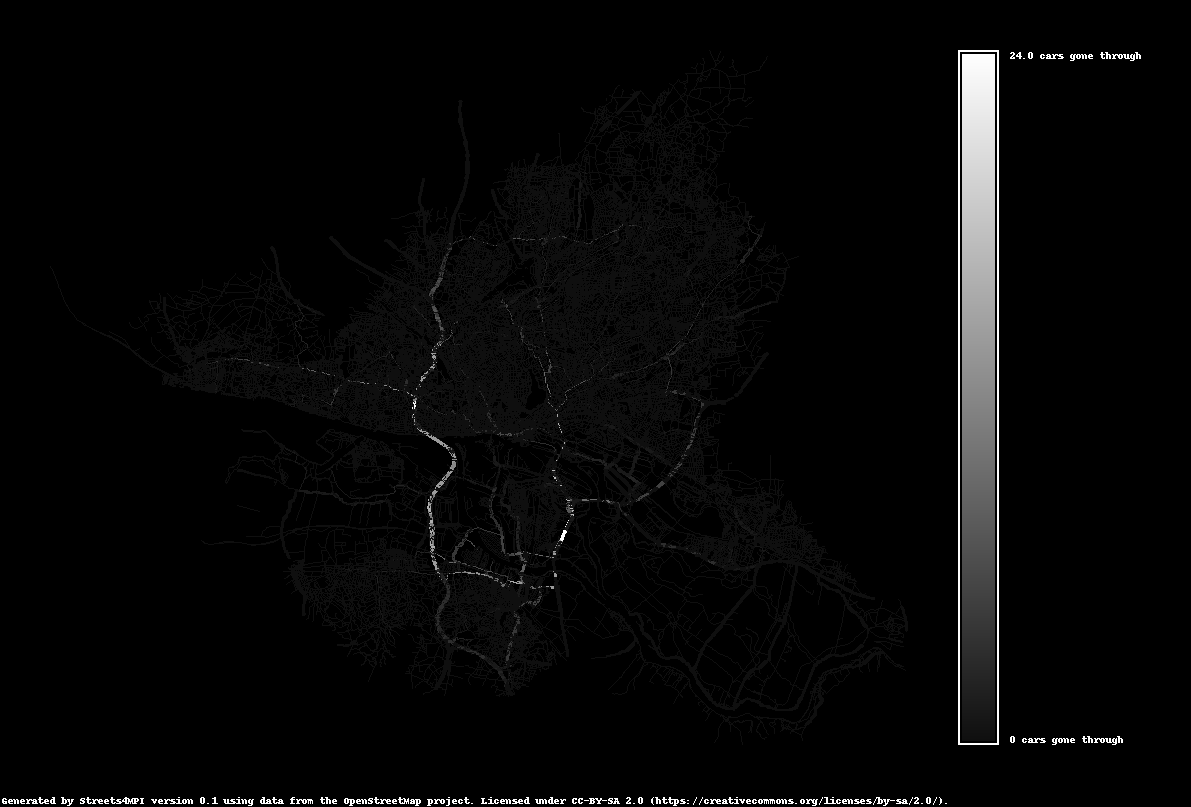 24.0 cars gone through
0 cars gone through
Generated by Streets4MPI version 0.1 using data from the OpenStreetMap project. Licensed under CC-BY-SA 2.0 (https://creativecommons.org/licenses/by-sa/2.0/).